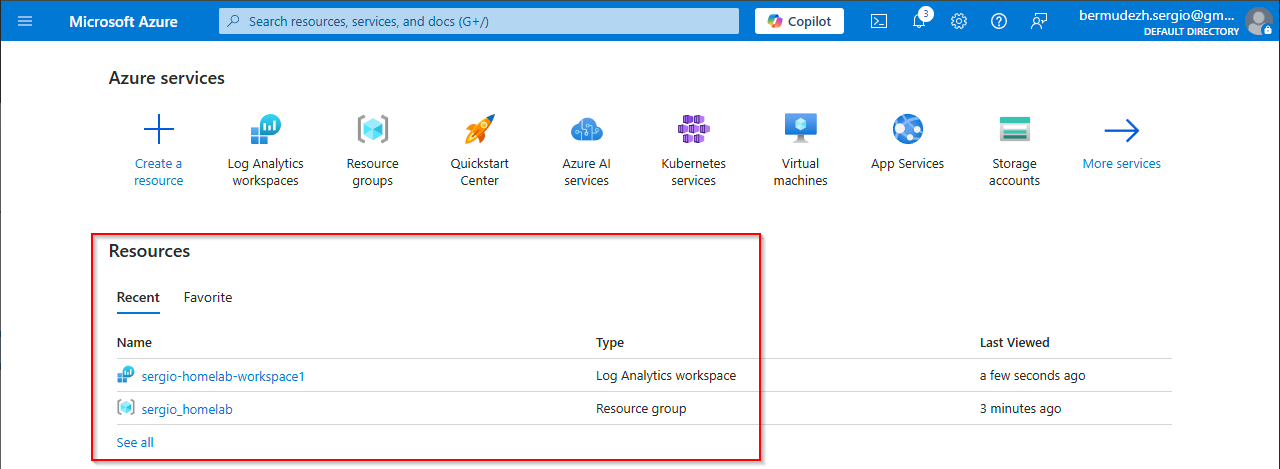 Microsoft Azure
Search resources, services, and docs (G+/)
Copilot
3
bermudezh.sergio@gm...
DEFAULT DIRECTORY
Azure services
Create a
resource
Log Analytics
workspaces
Resource
groups
Quickstart
Center
Azure AI
services
Kubernetes
services
Virtual
machines
App Services
Storage
accounts
More services
Resources
Recent Favorite
Name Type Last Viewed
sergio-homelab-workspace1 Log Analytics workspace a few seconds ago
sergio_homelab Resource group 3 minutes ago
See all